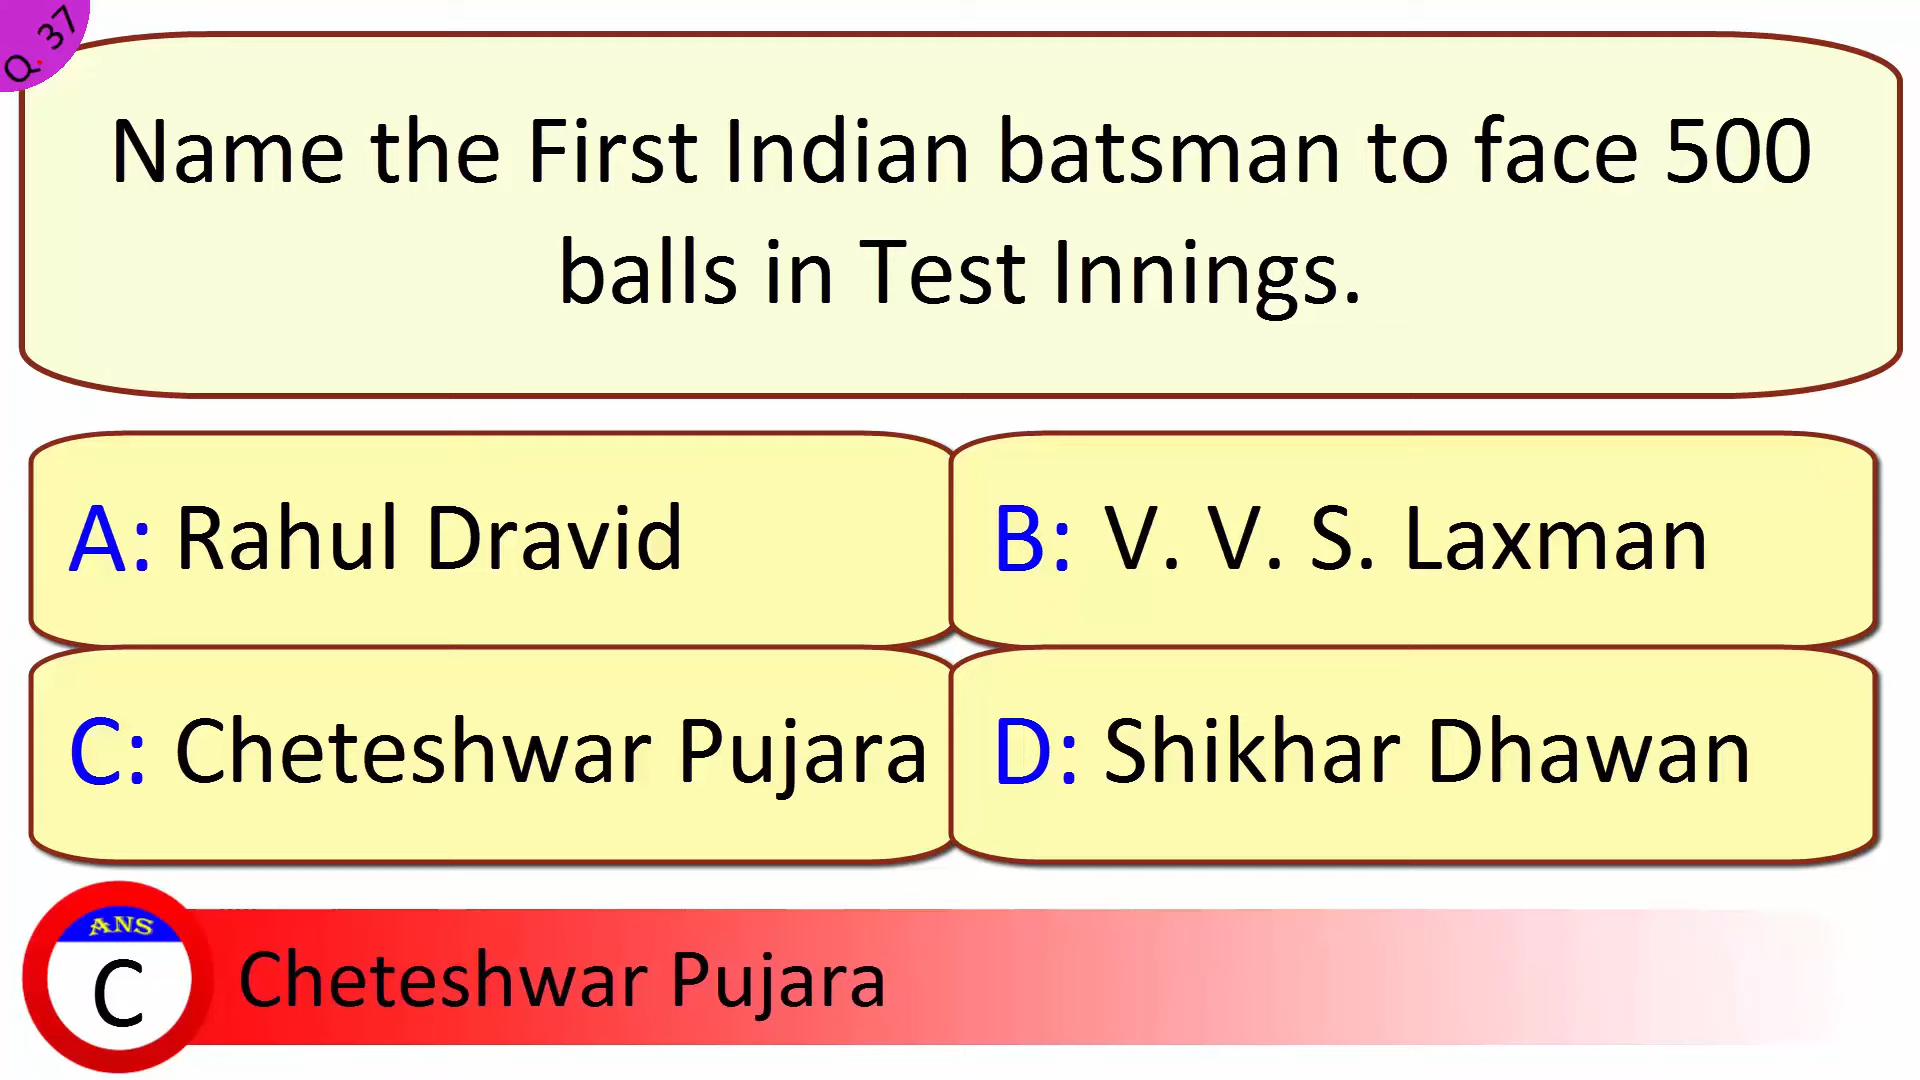 Q. 37
Name the First Indian batsman to face 500
balls in Test Innings.
A: Rahul Dravid
B: V. V. S. Laxman
C: Cheteshwar Pujara
D: Shikhar Dhawan
ANS
C
Cheteshwar Pujara